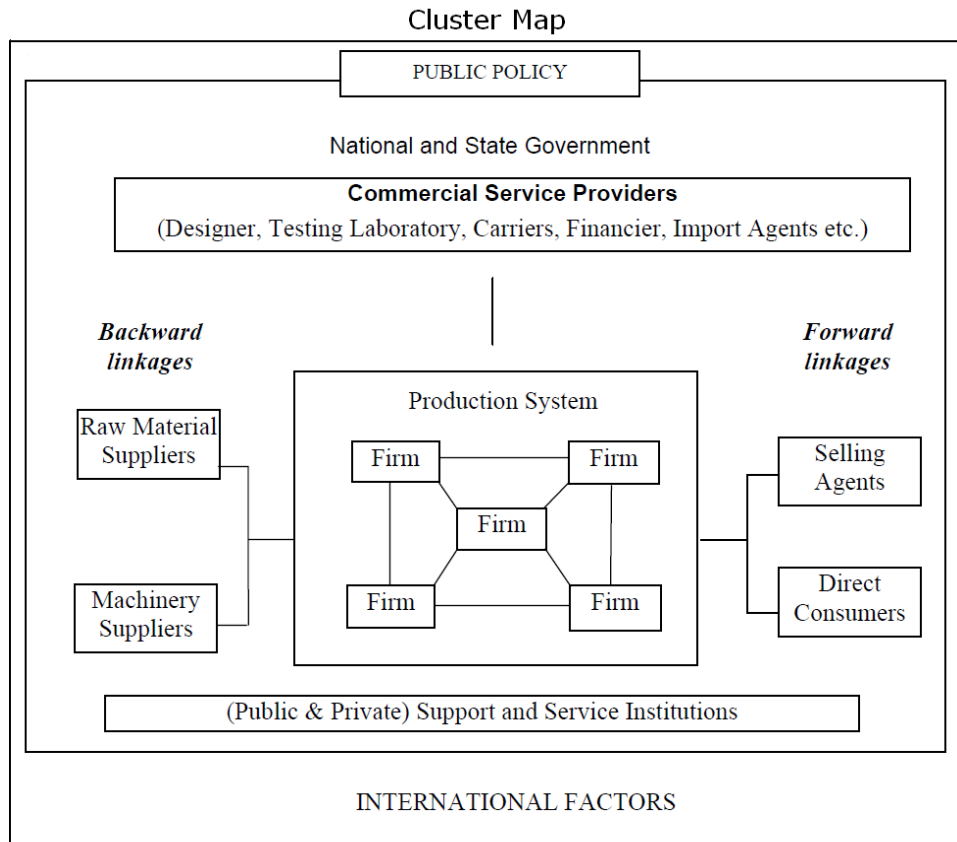 Cluster Map
PUBLIC POLICY
National and State Government
Commercial Service Providers
(Designer, Testing Laboratory, Carriers, Financier, Import Agents etc.)
Backward
linkages
Forward
linkages
Production System
Raw Material
Suppliers
Firm
Firm
Selling
Agents
Firm
Machinery
Suppliers
Firm
Firm
Direct
Consumers
(Public & Private) Support and Service Institutions
INTERNATIONAL FACTORS